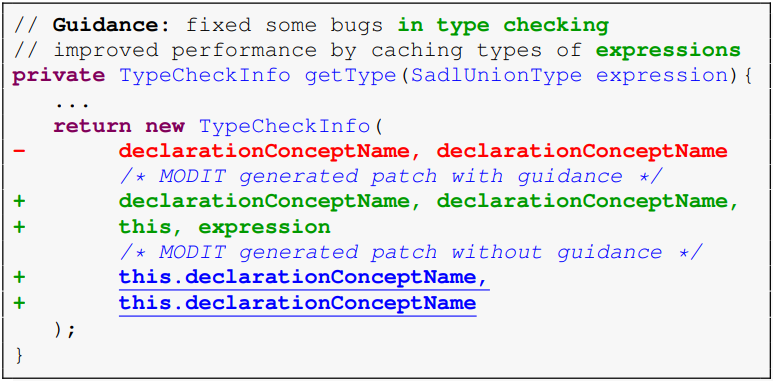 // Guidance: fixed some bugs in type checking
// improved performance by caching types of expressions
private TypeCheckInfo getType(SadlUnionType expression){
...
return new TypeCheckInfo(
- declarationConceptName, declarationConceptName
/* MODIT generated patch with guidance */
+ declarationConceptName, declarationConceptName,
+ this, expression
/* MODIT generated patch without guidance */
+ this.declarationConceptName,
+ this.declarationConceptName
);
}